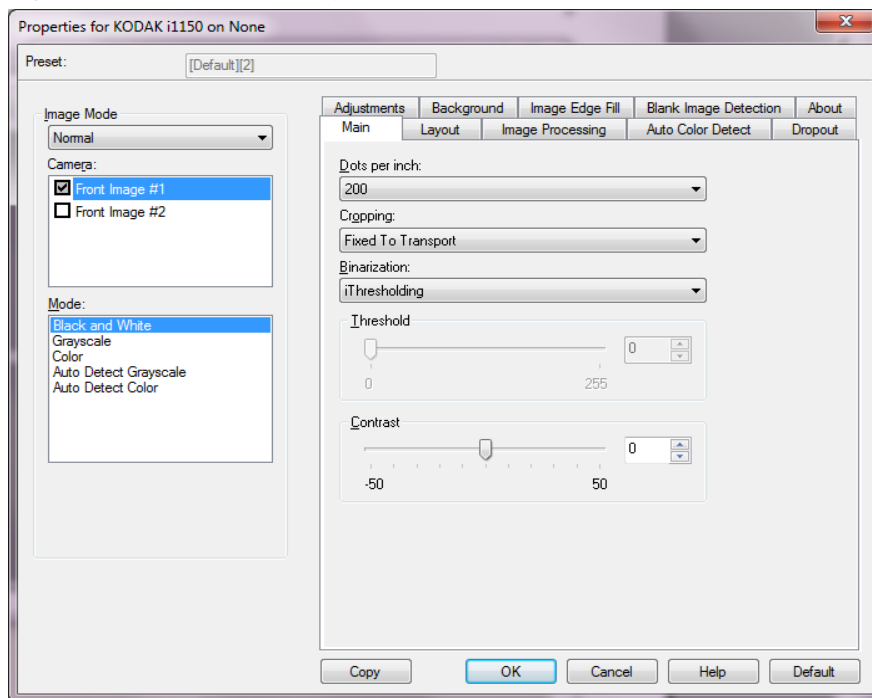 Properties for KODAK i1150 on None
Preset:
[Default][2]
Image Mode
Normal
Camera:
Front Image #1
Front Image #2
Mode:
Black and White
Grayscale
Color
Auto Detect Grayscale
Auto Detect Color
Adjustments Background Image Edge Fill Blank Image Detection About
Main Layout Image Processing Auto Color Detect Dropout
Dots per inch:
200
Cropping:
Fixed To Transport
Binarization:
iThresholding
Threshold
0
0 255
Contrast
0
-50 50
Copy OK Cancel Help Default